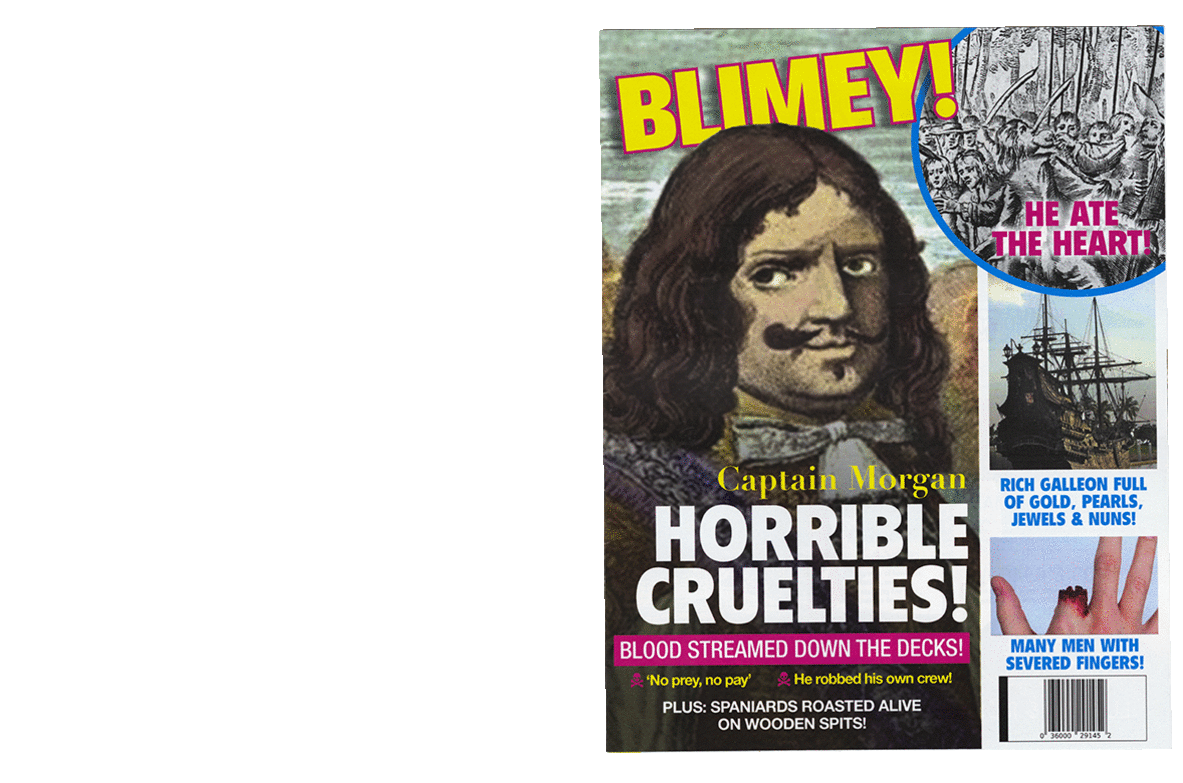 BLIMEY!
HE ATE
THE HEART!
Captain Morgan
HORRIBLE
CRUELTIES!
BLOOD STREAMED DOWN THE DECKS!
‘No prey, no pay’ He robbed his own crew!
PLUS: SPANIARDS ROASTED ALIVE
ON WOODEN SPITS!
RICH GALLEON FULL
OF GOLD, PEARLS,
JEWELS & NUNS!
MANY MEN WITH
SEVERED FINGERS!
0 36000 29145 2